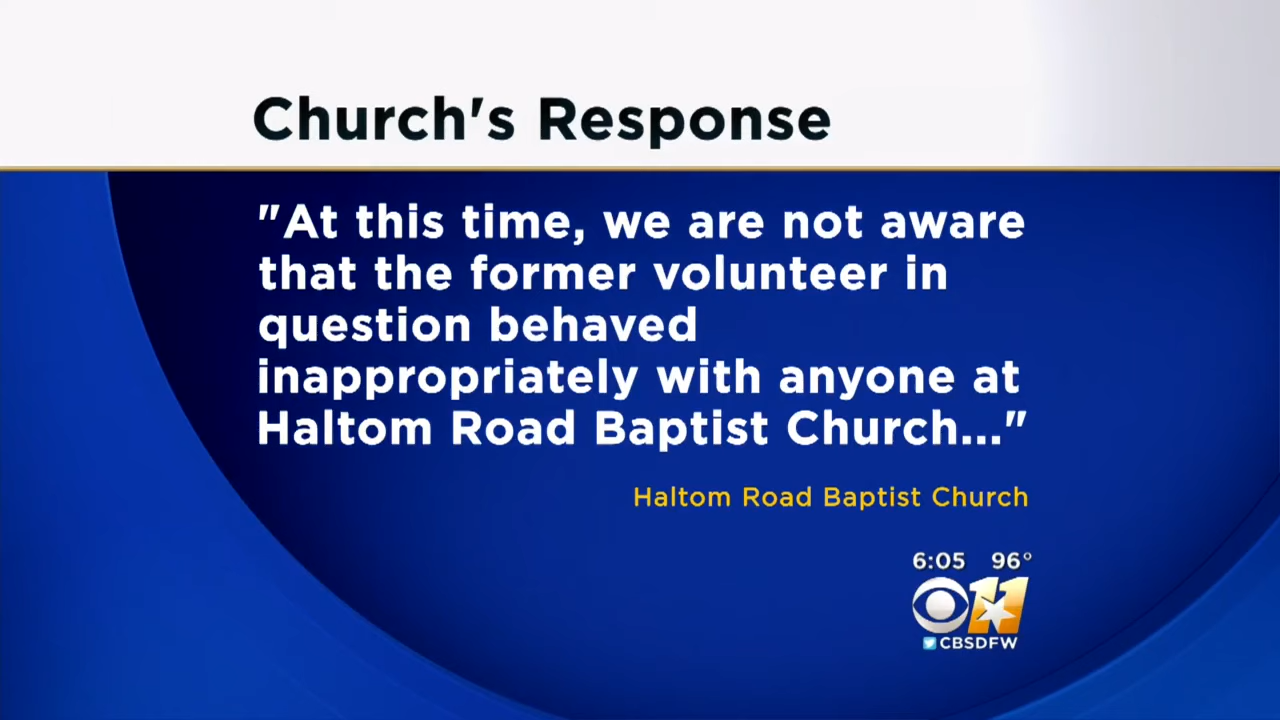 Church's Response
"At this time, we are not aware
that the former volunteer in
question behaved
inappropriately with anyone at
Haltom Road Baptist Church..."
Haltom Road Baptist Church
6:05 96°
11
CBSDFW